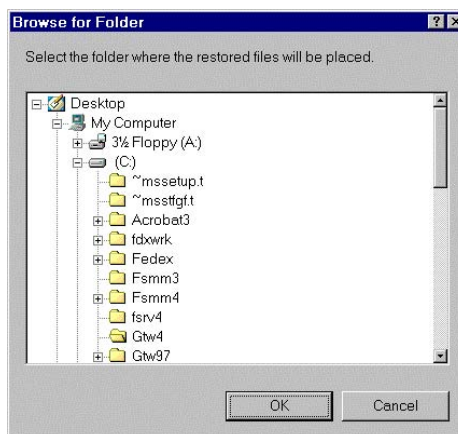 Browse for Folder
Select the folder where the restored files will be placed.
Desktop
My Computer
3½ Floppy (A:)
(C:)
~mssetup.t
~msstfgf.t
Acrobat3
fdxwrk
Fedex
Fsmm3
Fsmm4
fsrv4
Gtw4
Gtw97
OK Cancel